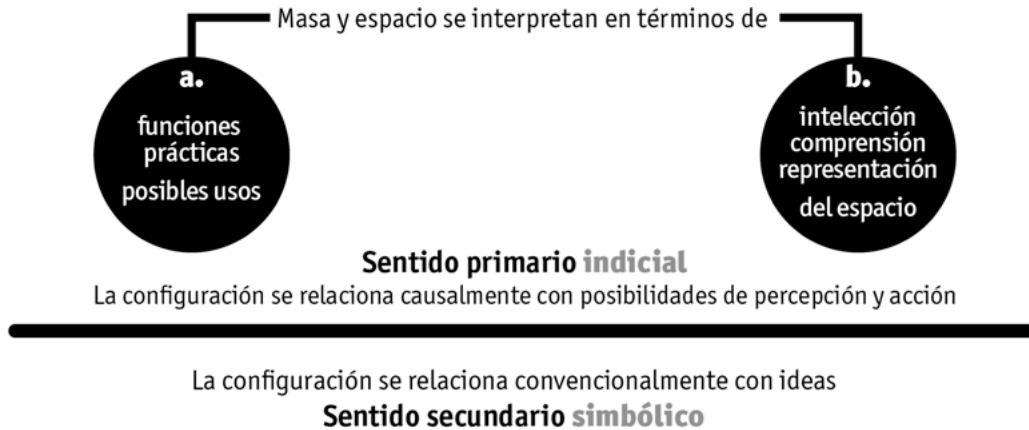 Masa y espacio se interpretan en términos de
a.
funciones
prácticas
posibles usos
b.
intelección
comprensión
representación
del espacio
Sentido primario indicial
La configuración se relaciona causalmente con posibilidades de percepción y acción
La configuración se relaciona convencionalmente con ideas
Sentido secundario simbólico